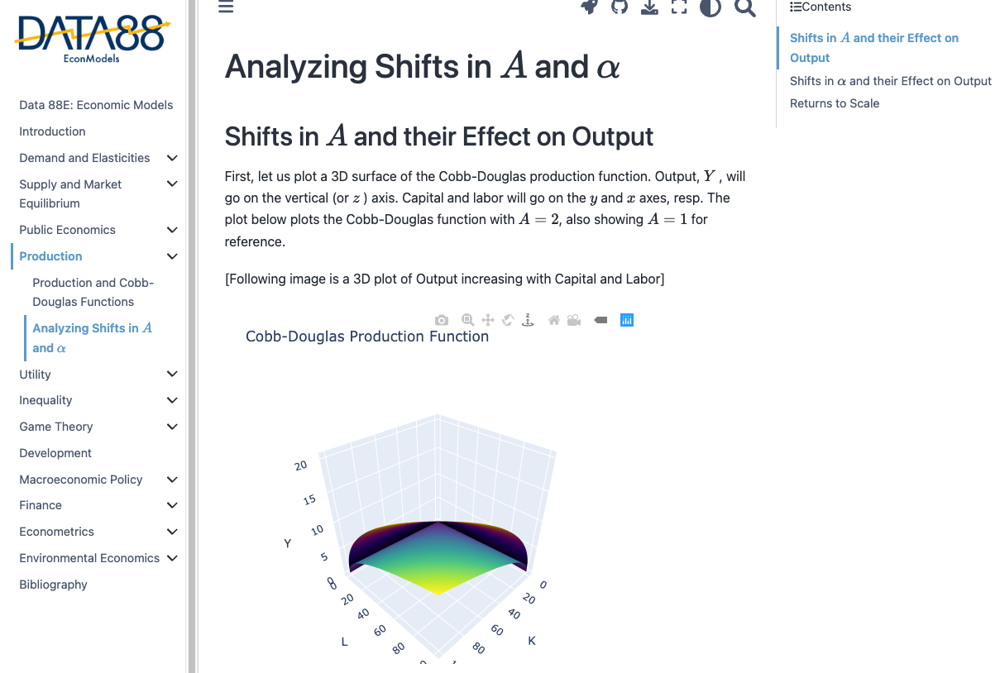 DATA88
EconModels
Data 88E: Economic Models
Introduction
Demand and Elasticities
Supply and Market
Equilibrium
Public Economics
Production
Production and Cobb-
Douglas Functions
Analyzing Shifts in A
and α
Utility
Inequality
Game Theory
Development
Macroeconomic Policy
Finance
Econometrics
Environmental Economics
Bibliography
Analyzing Shifts in A and α
Shifts in A and their Effect on Output
First, let us plot a 3D surface of the Cobb-Douglas production function. Output, Y , will
go on the vertical (or z ) axis. Capital and labor will go on the y and x axes, resp. The
plot below plots the Cobb-Douglas function with A = 2, also showing A = 1 for
reference.
[Following image is a 3D plot of Output increasing with Capital and Labor]
z
Cobb-Douglas Production Function
20
15
10
5
0
Y
0
20
40
60
80
L
0
20
40
60
80
K
Contents
Shifts in A and their Effect on
Output
Shifts in α and their Effect on Output
Returns to Scale